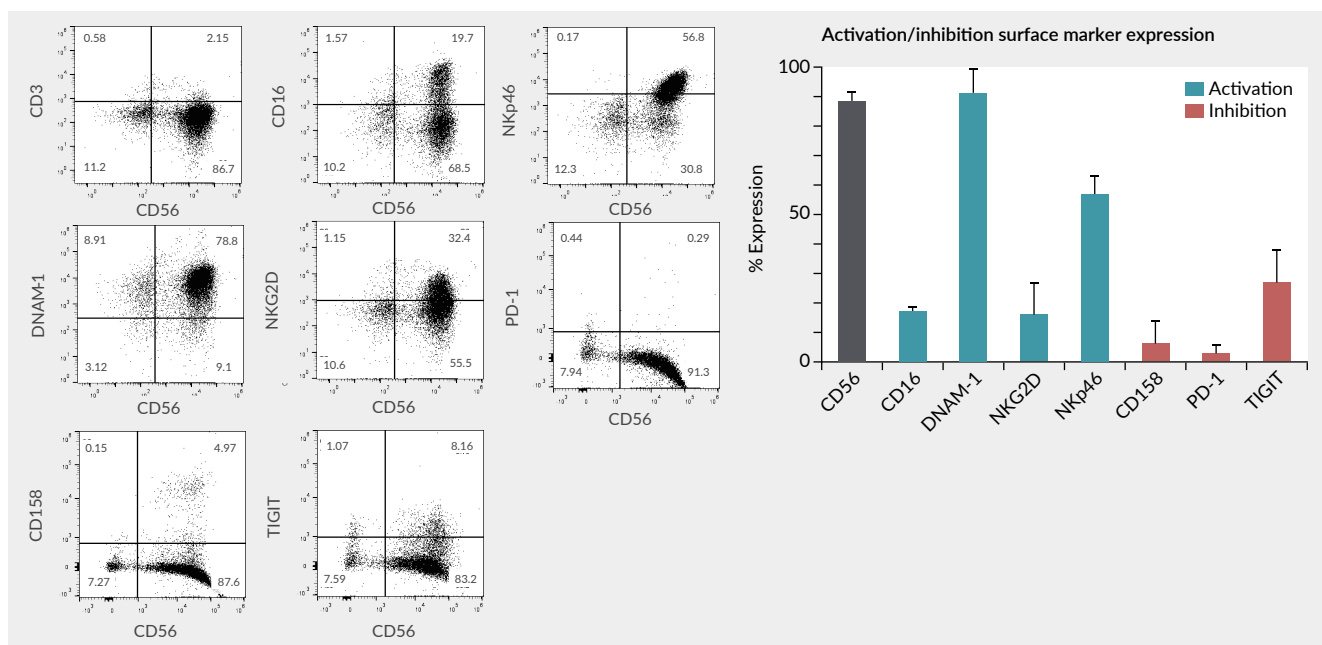 0.58 2.15
CD3
11.2 86.7
CD56
1.57 19.7
CD16
10.2 68.5
CD56
0.17 56.8
NKp46
12.3 30.8
CD56
8.91 78.8
DNAM-1
3.12 9.1
CD56
1.15 32.4
NKG2D
10.6 55.5
CD56
0.44 0.29
PD-1
7.94 91.3
CD56
0.15 4.97
CD158
7.27 87.6
CD56
1.07 8.16
TIGIT
7.59 83.2
CD56
Activation/inhibition surface marker expression
100
50
0
% Expression
Activation
Inhibition
CD56
CD16
DNAM-1
NKG2D
NKp46
CD158
PD-1
TIGIT